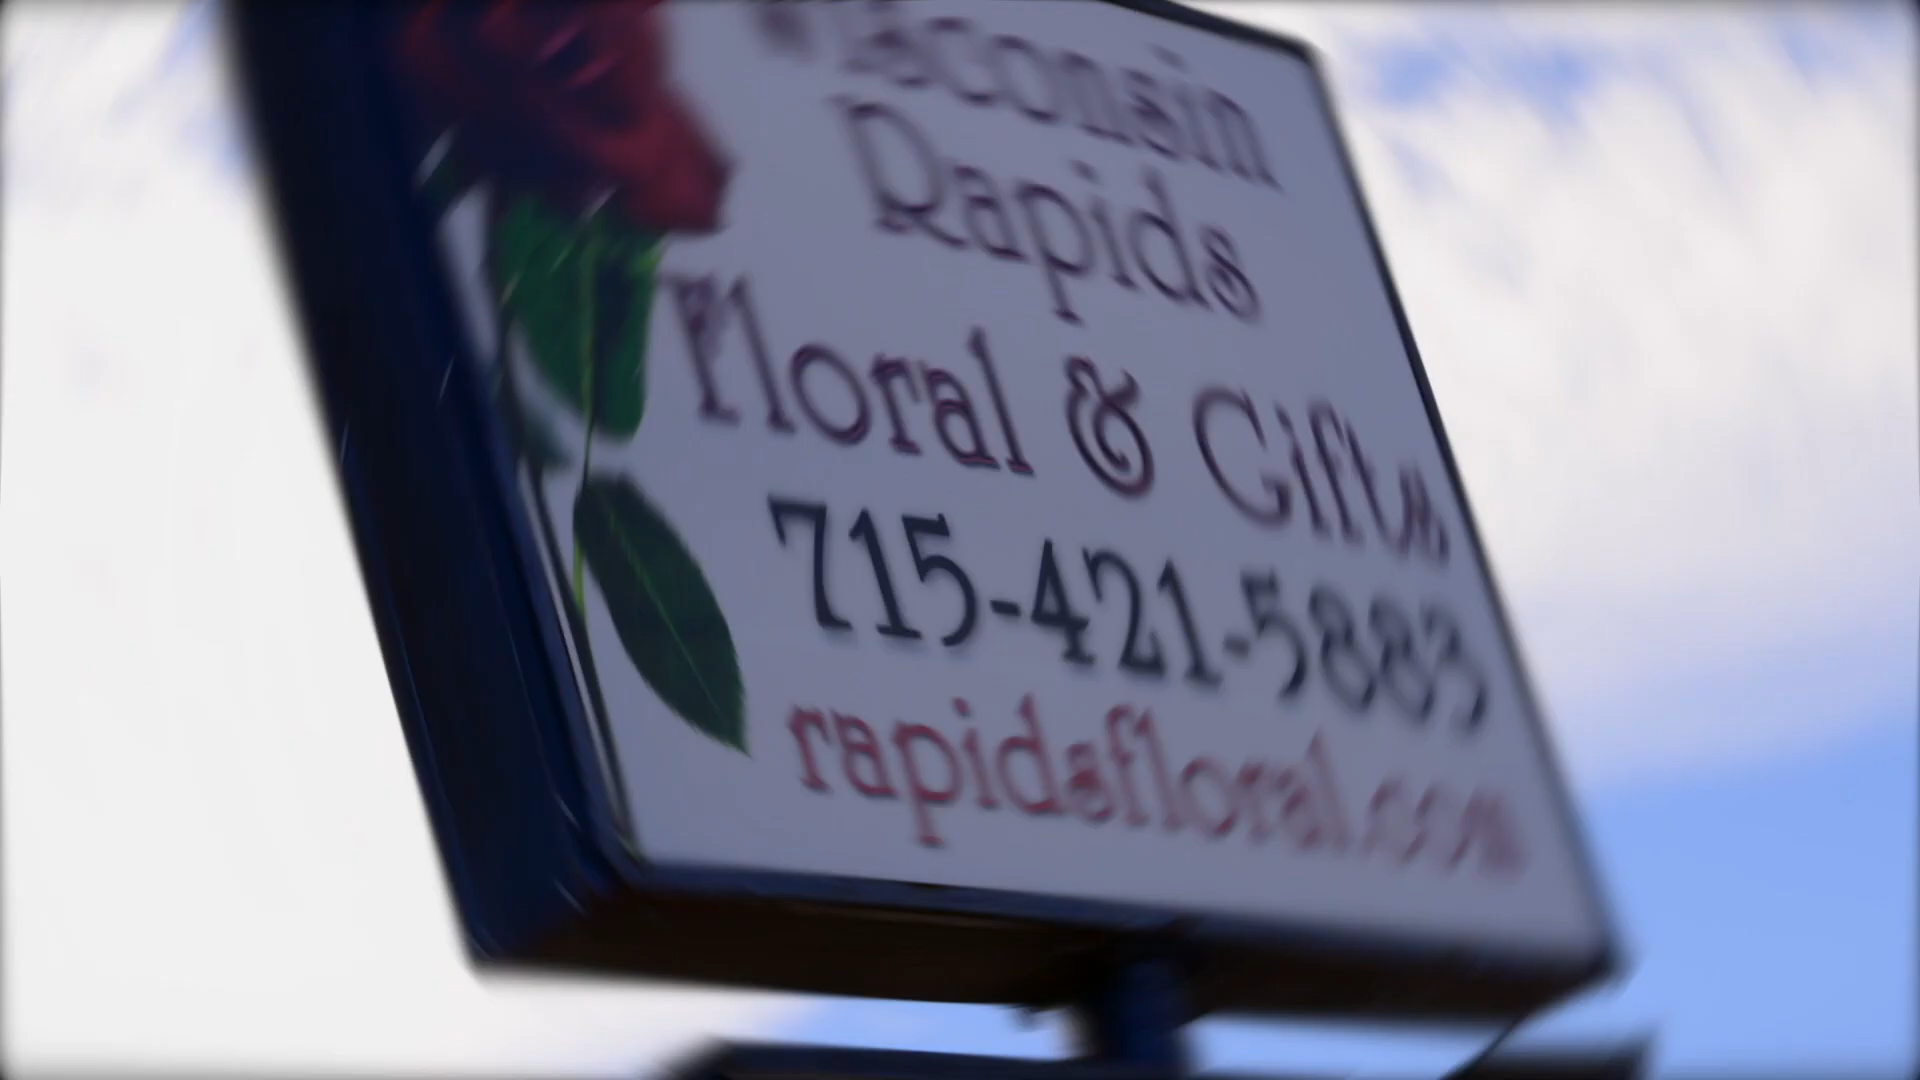 Wisconsin
Rapids
Floral & Gifts
715-421-5883
rapidsfloral.com